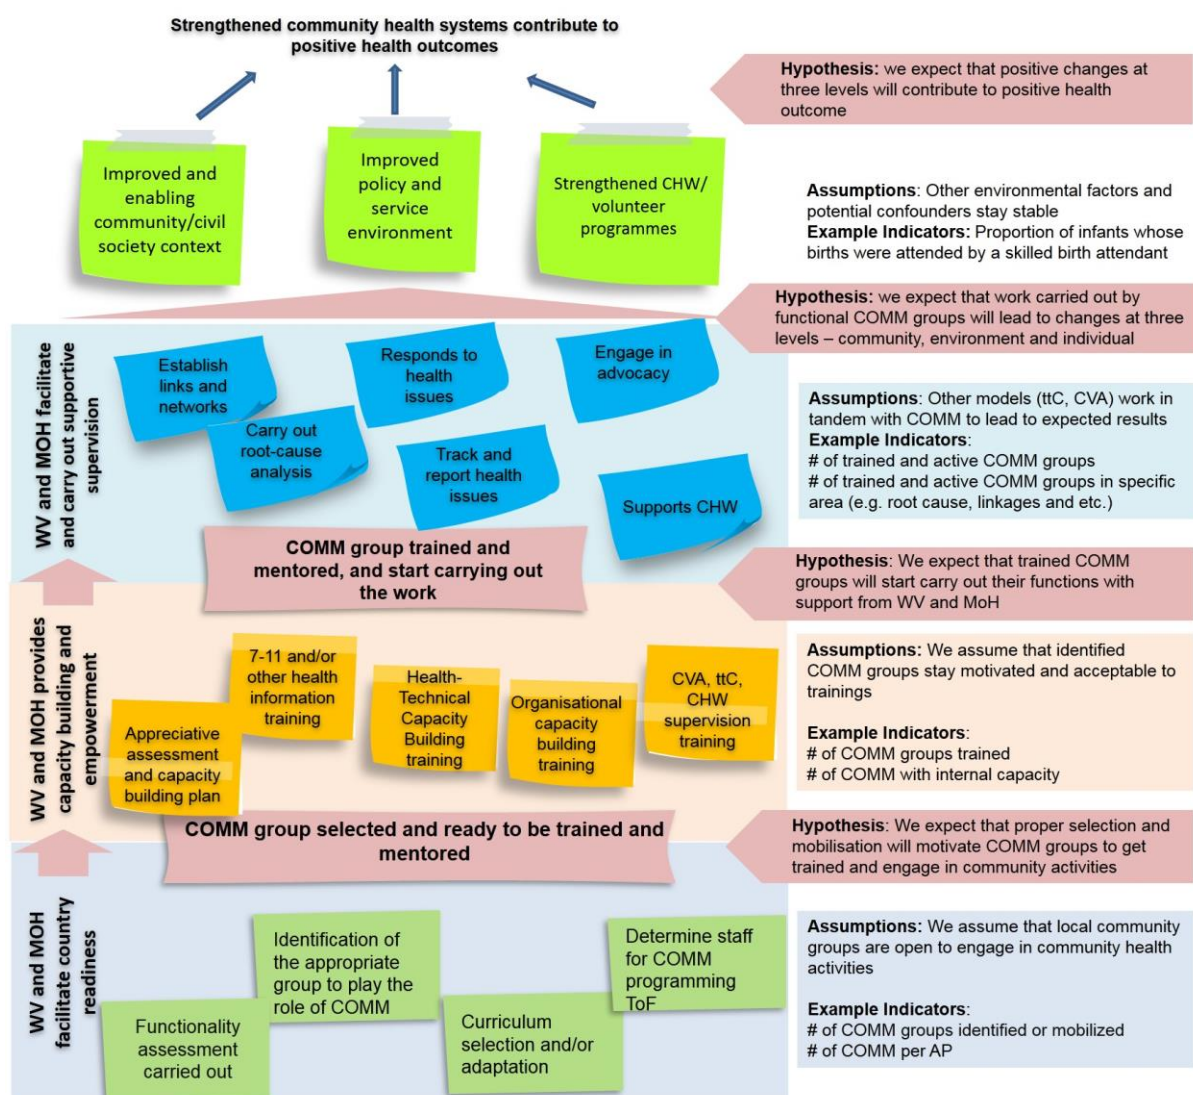 Strengthened community health systems contribute to
positive health outcomes
Hypothesis: we expect that positive changes at
three levels will contribute to positive health
outcome
Improved and
enabling
community/civil
society context
Improved
policy and
service
environment
Strengthened CHW/
volunteer
programmes
Assumptions: Other environmental factors and
potential confounders stay stable
Example Indicators: Proportion of infants whose
births were attended by a skilled birth attendant
Hypothesis: we expect that work carried out by
functional COMM groups will lead to changes at three
levels – community, environment and individual
WV and MOH facilitate
and carry out supportive
supervision
Establish
links and
networks
Responds to
health
issues
Engage in
advocacy
Carry out
root-cause
analysis
Track and
report health
issues
Supports CHW
Assumptions: Other models (ttC, CVA) work in
tandem with COMM to lead to expected results
Example Indicators:
# of trained and active COMM groups
# of trained and active COMM groups in specific
area (e.g. root cause, linkages and etc.)
COMM group trained and
mentored, and start carrying out
the work
Hypothesis: We expect that trained COMM
groups will start carry out their functions with
support from WV and MoH
WV and MOH provides
capacity building and
empowerment
Appreciative
assessment
and capacity
building plan
7-11 and/or
other health
information
training
Health-
Technical
Capacity
Building
training
Organisational
capacity
building
training
CVA, ttC,
CHW
supervision
training
Assumptions: We assume that identified
COMM groups stay motivated and acceptable to
trainings
Example Indicators:
# of COMM groups trained
# of COMM with internal capacity
COMM group selected and ready to be trained and
mentored
Hypothesis: We expect that proper selection and
mobilisation will motivate COMM groups to get
trained and engage in community activities
WV and MOH
facilitate country
readiness
Functionality
assessment
carried out
Identification of
the appropriate
group to play the
role of COMM
Curriculum
selection and/or
adaptation
Determine staff
for COMM
programming
ToF
Assumptions: We assume that local community
groups are open to engage in community health
activities
Example Indicators:
# of COMM groups identified or mobilized
# of COMM per AP